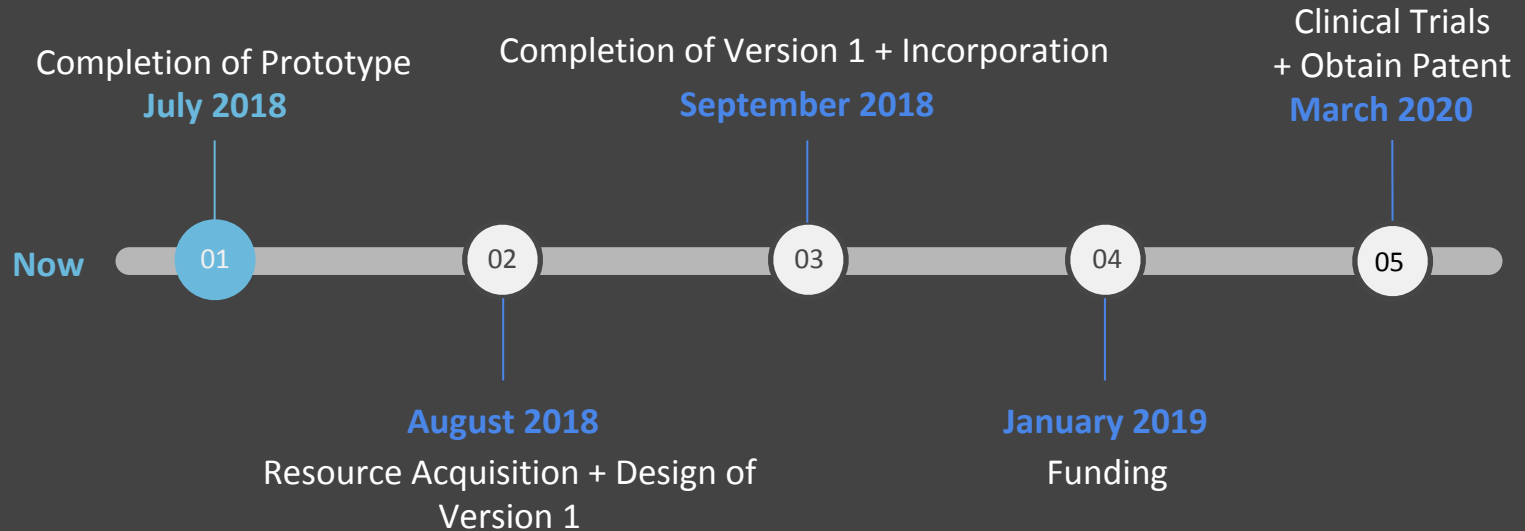 Completion of Prototype
July 2018
Completion of Version 1 + Incorporation
September 2018
Clinical Trials
+ Obtain Patent
March 2020
Now
01
02
03
04
05
August 2018
Resource Acquisition + Design of
Version 1
January 2019
Funding